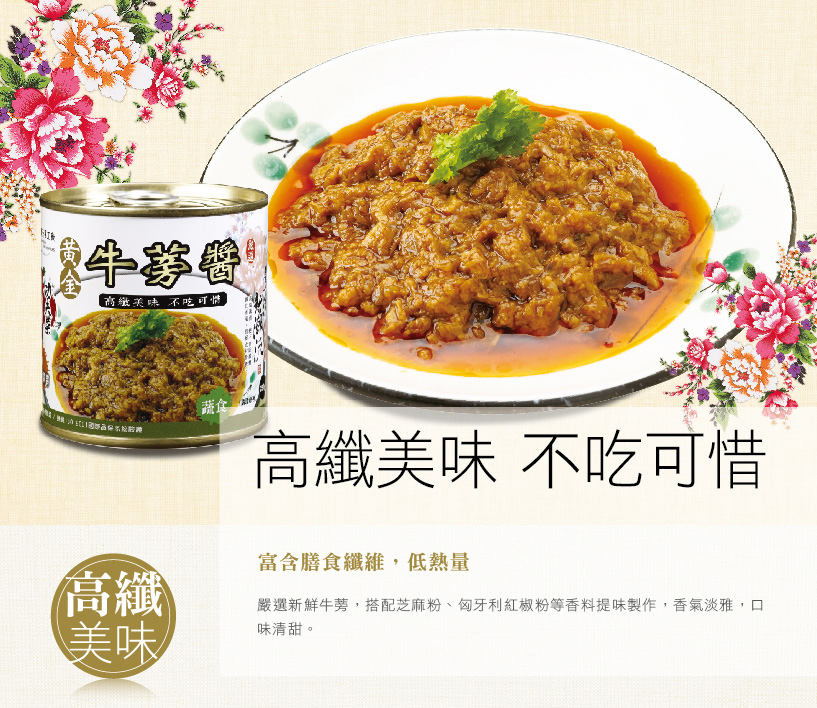 黃金
牛蒡醬
高纖美味 不吃可惜
蔬食
高纖美味 不吃可惜
富含膳食纖維，低熱量
高纖
美味
嚴選新鮮牛蒡，搭配芝麻粉、匈牙利紅椒粉等香料提味製作，香氣淡雅，口
味清甜。